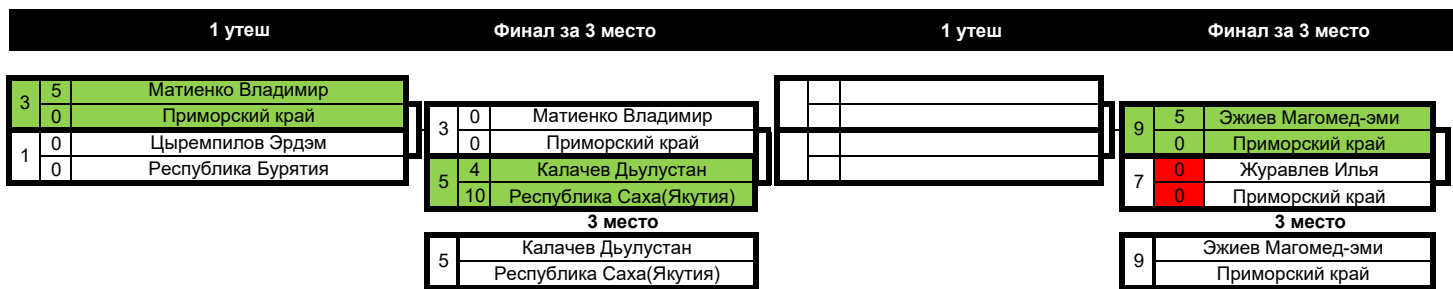 1 утеш Финал за 3 место 1 утеш Финал за 3 место
3 5 Матиенко Владимир
0 Приморский край
1 0 Цыремпилов Эрдэм
0 Республика Бурятия
3 0 Матиенко Владимир
0 Приморский край
5 4 Калачев Дьулустан
10 Республика Саха(Якутия)
3 место
5 Калачев Дьулустан
Республика Саха(Якутия)
9 5 Эжиев Магомед-эми
0 Приморский край
7 0 Журавлев Илья
0 Приморский край
3 место
9 Эжиев Магомед-эми
Приморский край